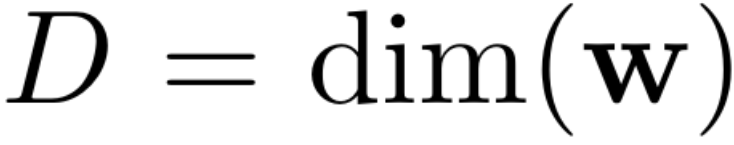 D = dim(w)